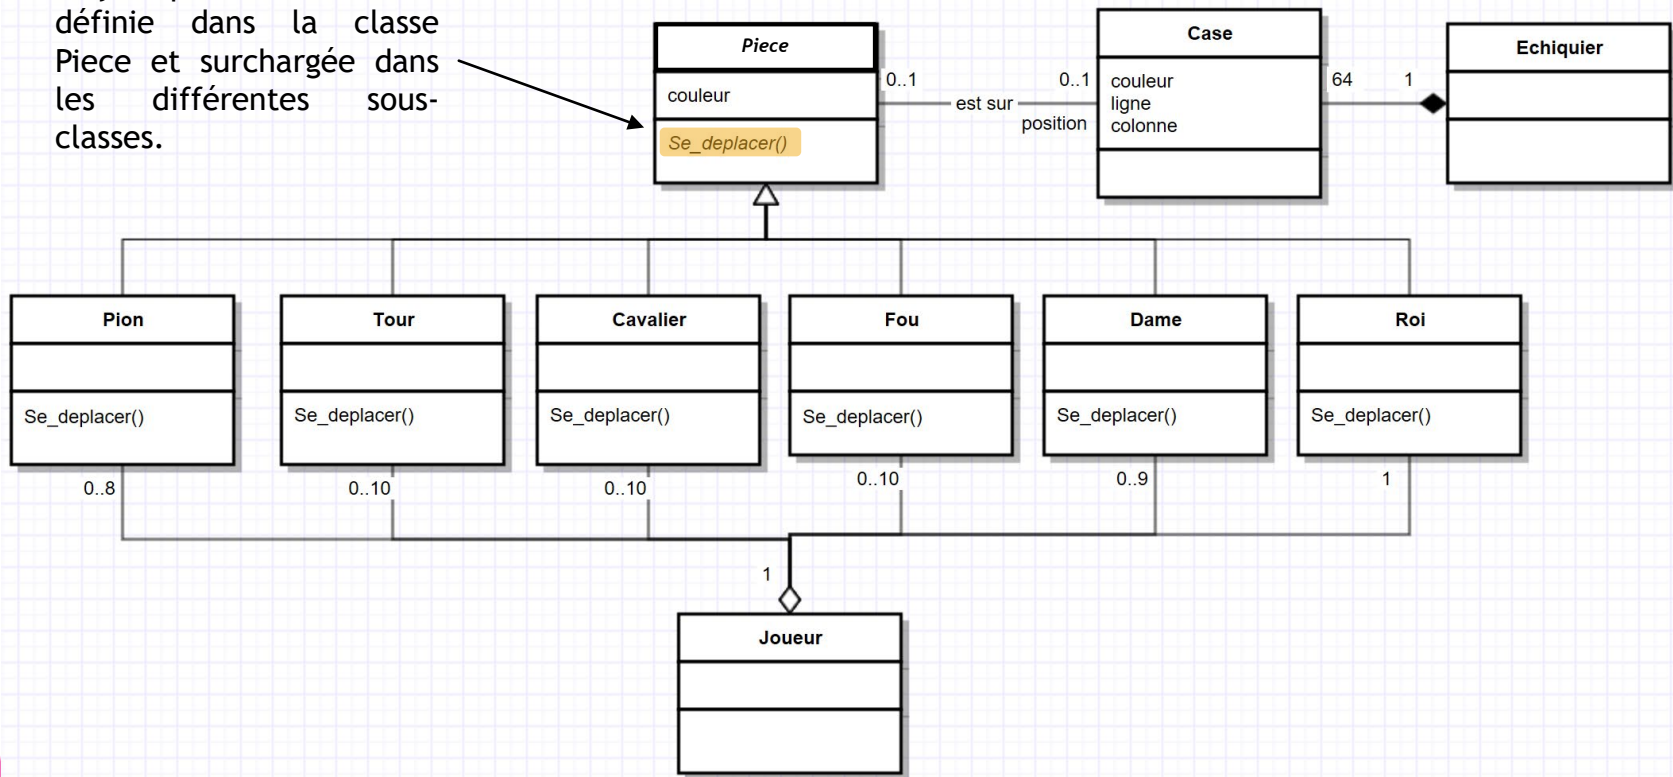 définie dans la classe
Piece et surchargée dans
les différentes sous-
classes.
Piece
couleur
Se_deplacer()
0..1
est sur
0..1
position
Case
couleur
ligne
colonne
64
1
Echiquier
Pion
Se_deplacer()
Tour
Se_deplacer()
Cavalier
Se_deplacer()
Fou
Se_deplacer()
Dame
Se_deplacer()
Roi
Se_deplacer()
0..8
0..10
0..10
0..10
0..9
1
1
Joueur